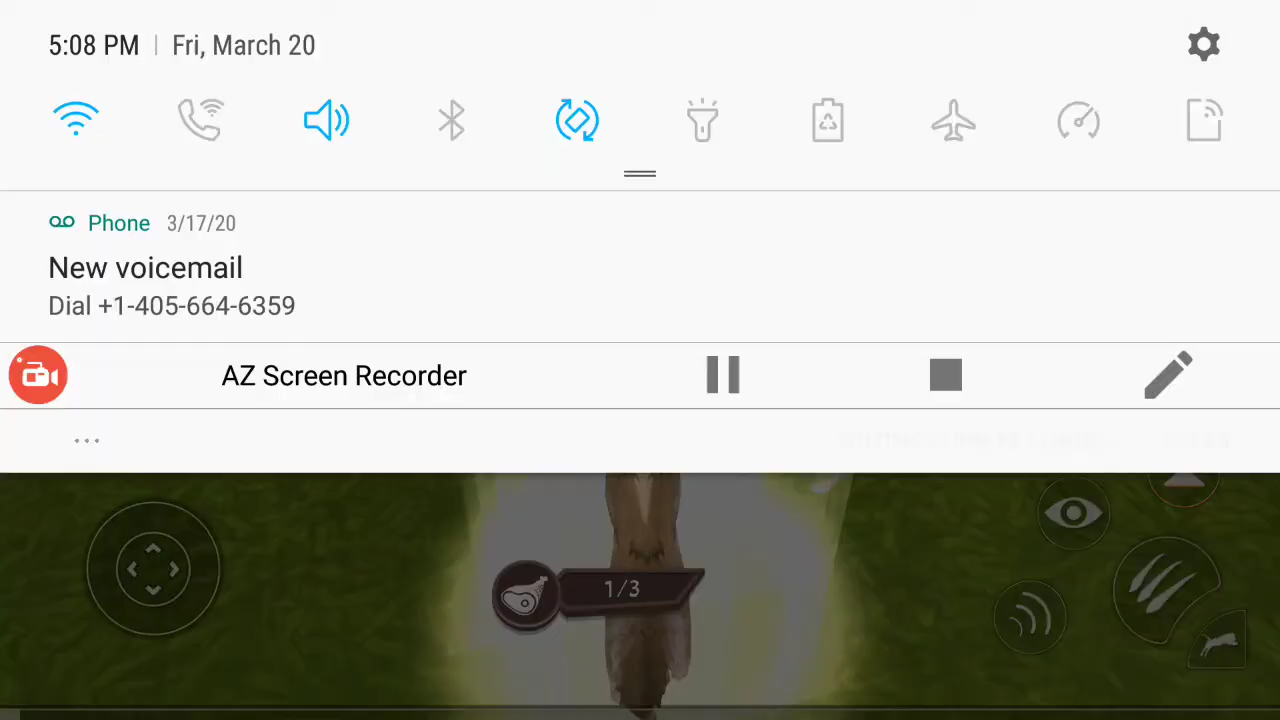 5:08 PM | Fri, March 20
Phone 3/17/20
New voicemail
Dial +1-405-664-6359
AZ Screen Recorder
...
1/3